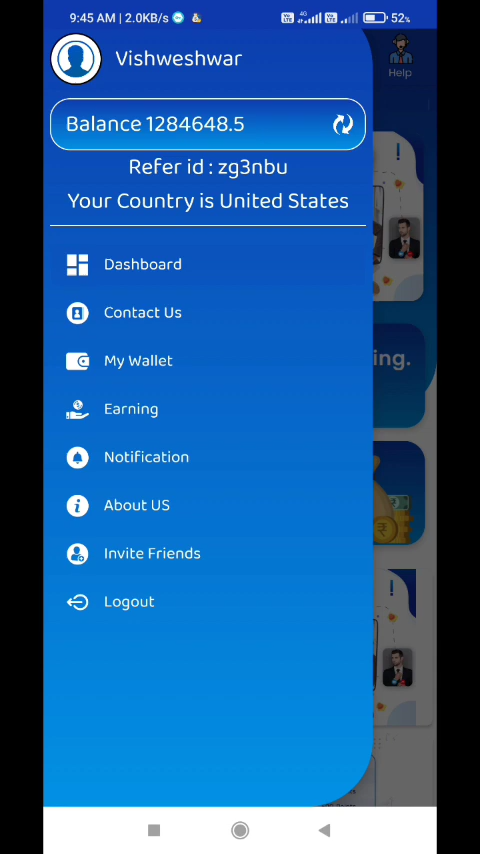 9:45 AM | 2.0KB/s
4G
52%
Vishweshwar
Help
Balance 1284648.5
Refer id : zg3nbu
Your Country is United States
Dashboard
Contact Us
My Wallet
ing.
Earning
Notification
About US
Invite Friends
Logout